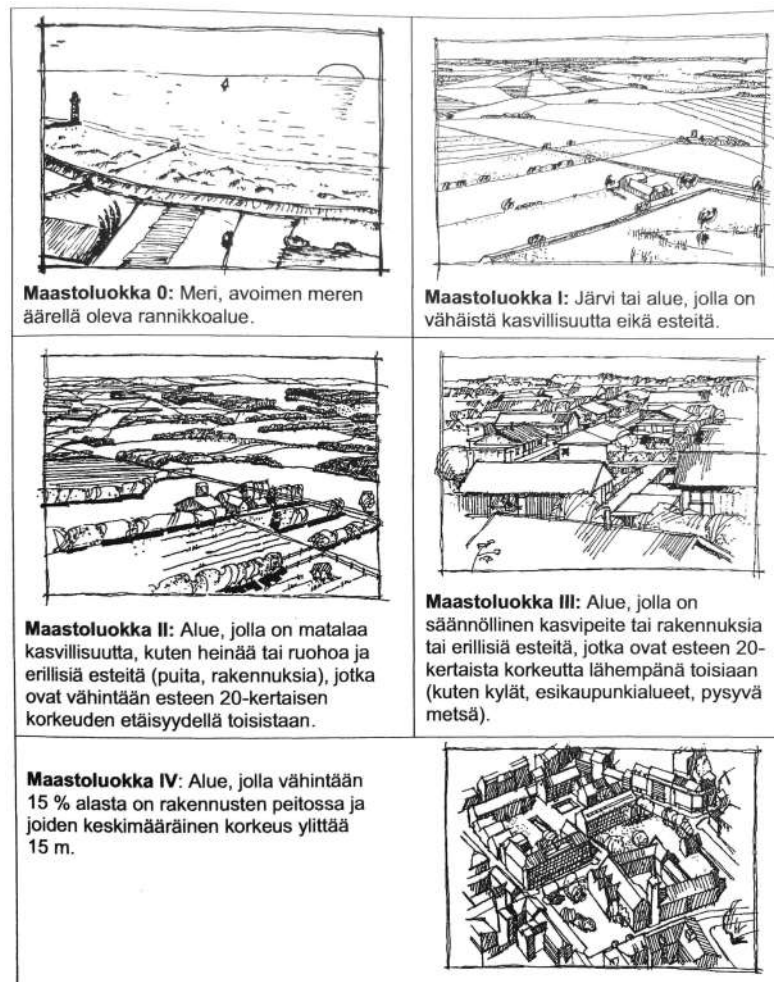 Maastoluokka 0: Meri, avoimen meren
äärellä oleva rannikkoalue.
Maastoluokka I: Järvi tai alue, jolla on
vähäistä kasvillisuutta eikä esteitä.
Maastoluokka II: Alue, jolla on matalaa
kasvillisuutta, kuten heinää tai ruohoa ja
erillisiä esteitä (puita, rakennuksia), jotka
ovat vähintään esteen 20-kertaisen
korkeuden etäisyydellä toisistaan.
Maastoluokka III: Alue, jolla on
säännöllinen kasvipeite tai rakennuksia
tai erillisiä esteitä, jotka ovat esteen 20-
kertaista korkeutta lähempänä toisiaan
(kuten kylät, esikaupunkialueet, pysyvä
metsä).
Maastoluokka IV: Alue, jolla vähintään
15 % alasta on rakennusten peitossa ja
joiden keskimääräinen korkeus ylittää
15 m.